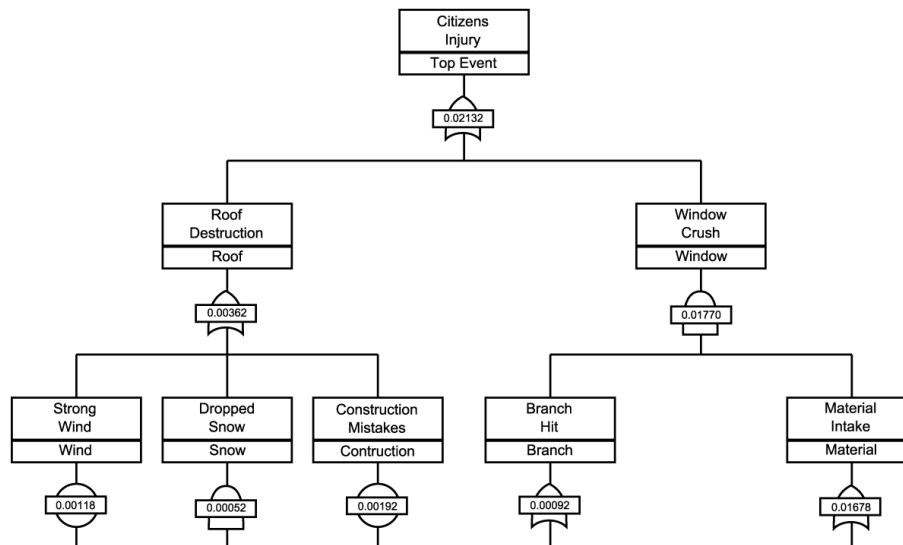 Citizens
Injury
Top Event
0.02132
Roof
Destruction
Roof
Window
Crush
Window
0.00362
0.01770
Strong
Wind
Wind
Dropped
Snow
Snow
Construction
Mistakes
Contruction
Branch
Hit
Branch
Material
Intake
Material
0.00118
0.00052
0.00192
0.00092
0.01678